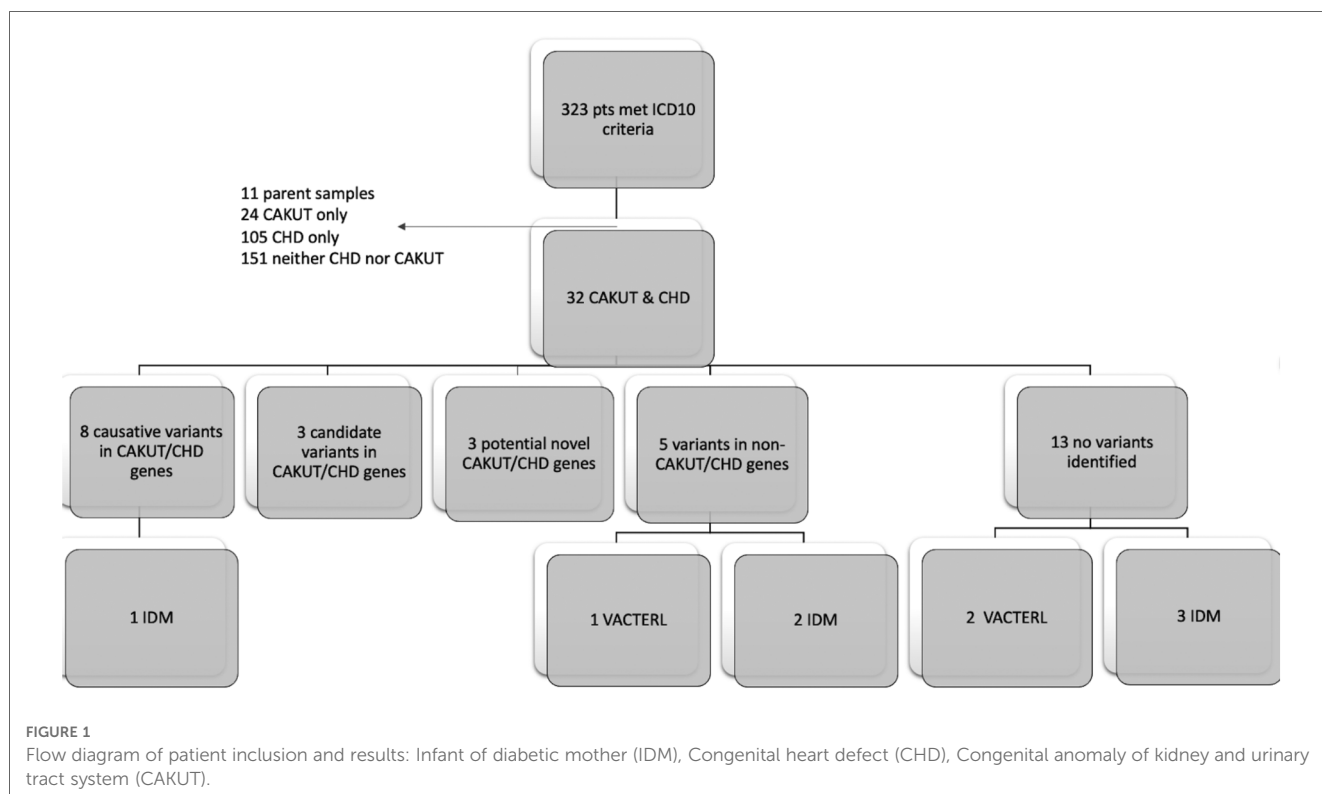 323 pts met ICD10
criteria
11 parent samples
24 CAKUT only
105 CHD only
151 neither CHD nor CAKUT
32 CAKUT & CHD
8 causative variants
in CAKUT/CHD
genes
3 candidate
variants in
CAKUT/CHD genes
3 potential novel
CAKUT/CHD genes
5 variants in non-
CAKUT/CHD genes
13 no variants
identified
1 IDM
1 VACTERL
2 IDM
2 VACTERL
3 IDM
FIGURE 1
Flow diagram of patient inclusion and results: Infant of diabetic mother (IDM), Congenital heart defect (CHD), Congenital anomaly of kidney and urinary
tract system (CAKUT).